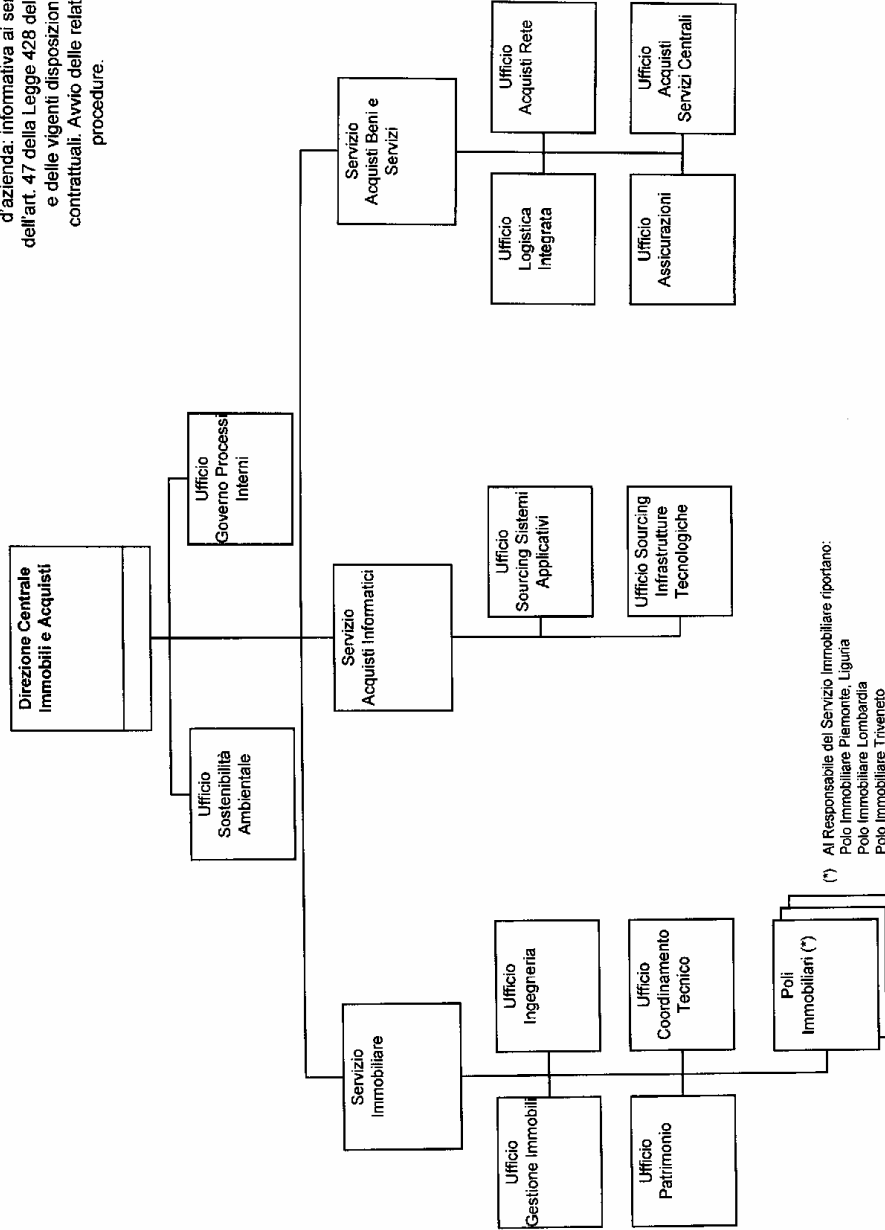 d'azienda: informativa ai
dell'art. 47 della Legge 428
e delle vigenti
contrattuali. Avvio delle
procedure.
Direzione Centrale
Immobili e Acquisti
Ufficio
Sostenibilità
Ambientale
Ufficio
Governo Processi
Interni
Servizio
Immobiliare
Servizio
Acquisti Informatici
Servizio
Acquisti Beni e
Servizi
Ufficio
Gestione Immobili
Ufficio
Ingegneria
Ufficio
Sourcing Sistemi
Applicativi
Ufficio
Logistica
Integrata
Ufficio
Acquisti Rete
Ufficio
Patrimonio
Ufficio
Coordinamento
Tecnico
Ufficio Sourcing
Infrastrutture
Tecnologiche
Ufficio
Assicurazioni
Ufficio
Acquisti
Servizi Centrali
Poli
Immobiliari (*)
(*) Al Responsabile del Servizio Immobiliare riportano:
Polo Immobiliare Piemonte, Liguria
Polo Immobiliare Lombardia
Polo Immobiliare Triveneto